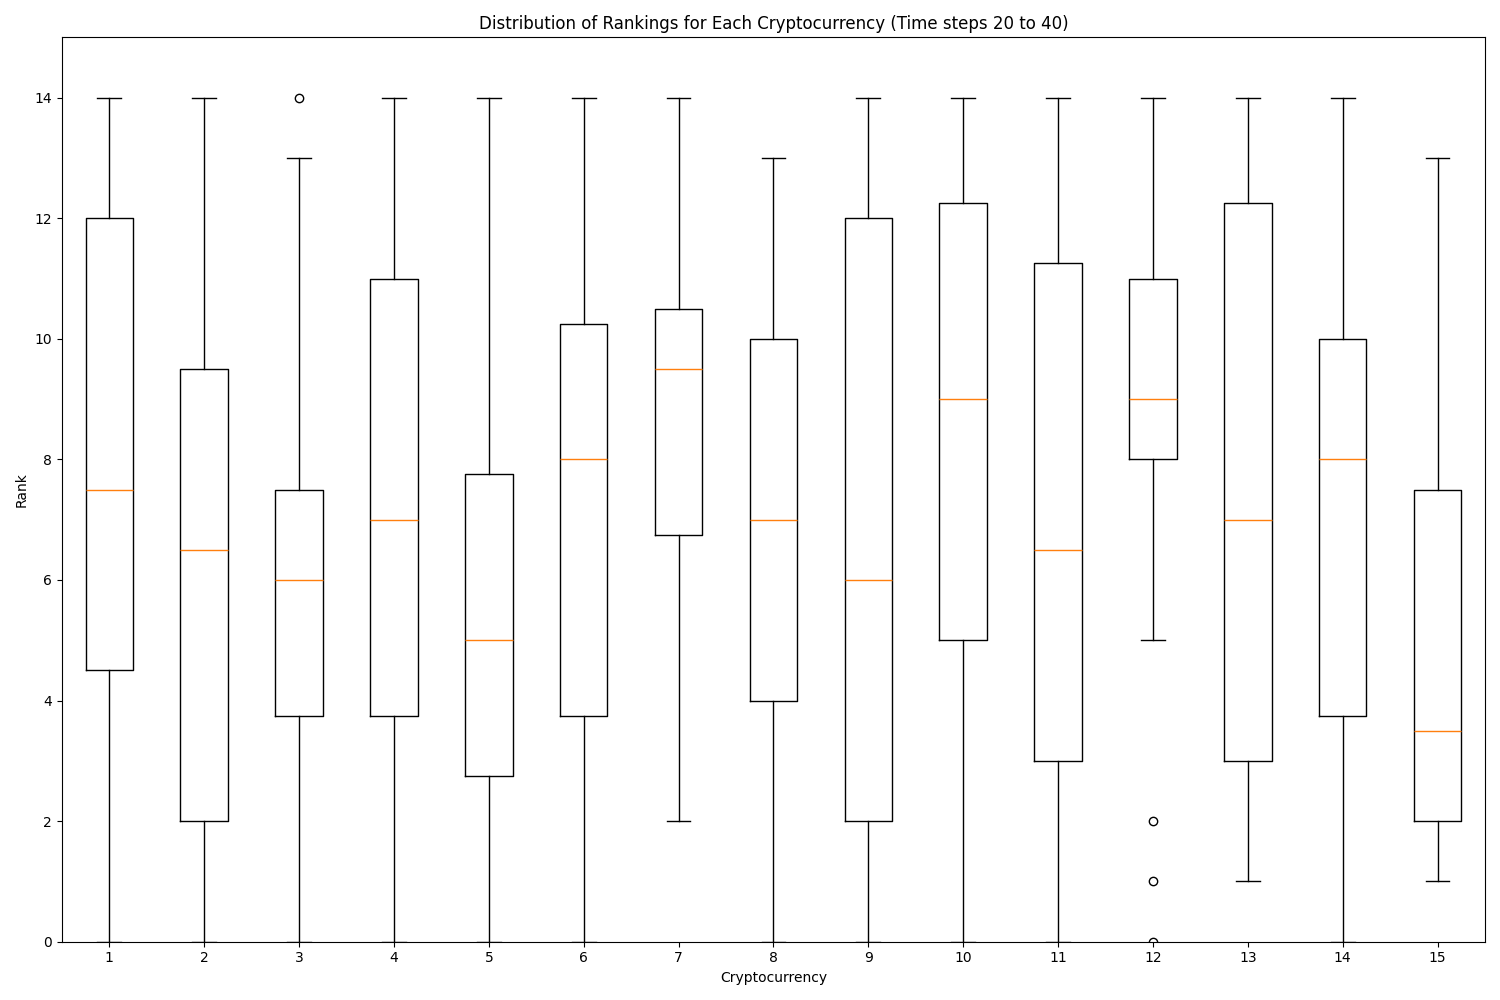 Distribution of Rankings for Each Cryptocurrency (Time steps 20 to 40)
Rank
14
12
10
8
6
4
2
0
1 2 3 4 5 6 7 8 9 10 11 12 13 14 15
Cryptocurrency